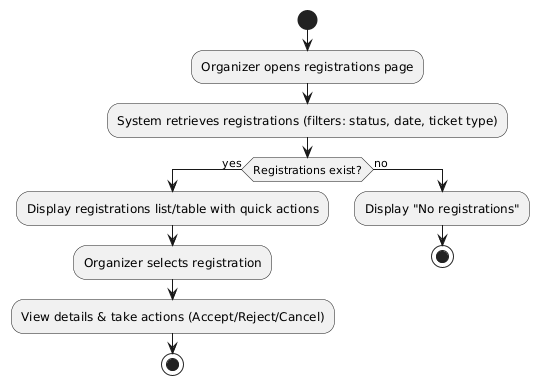 Organizer opens registrations page
System retrieves registrations (filters: status, date, ticket type)
Registrations exist?
yes
no
Display registrations list/table with quick actions
Display "No registrations"
Organizer selects registration
View details & take actions (Accept/Reject/Cancel)